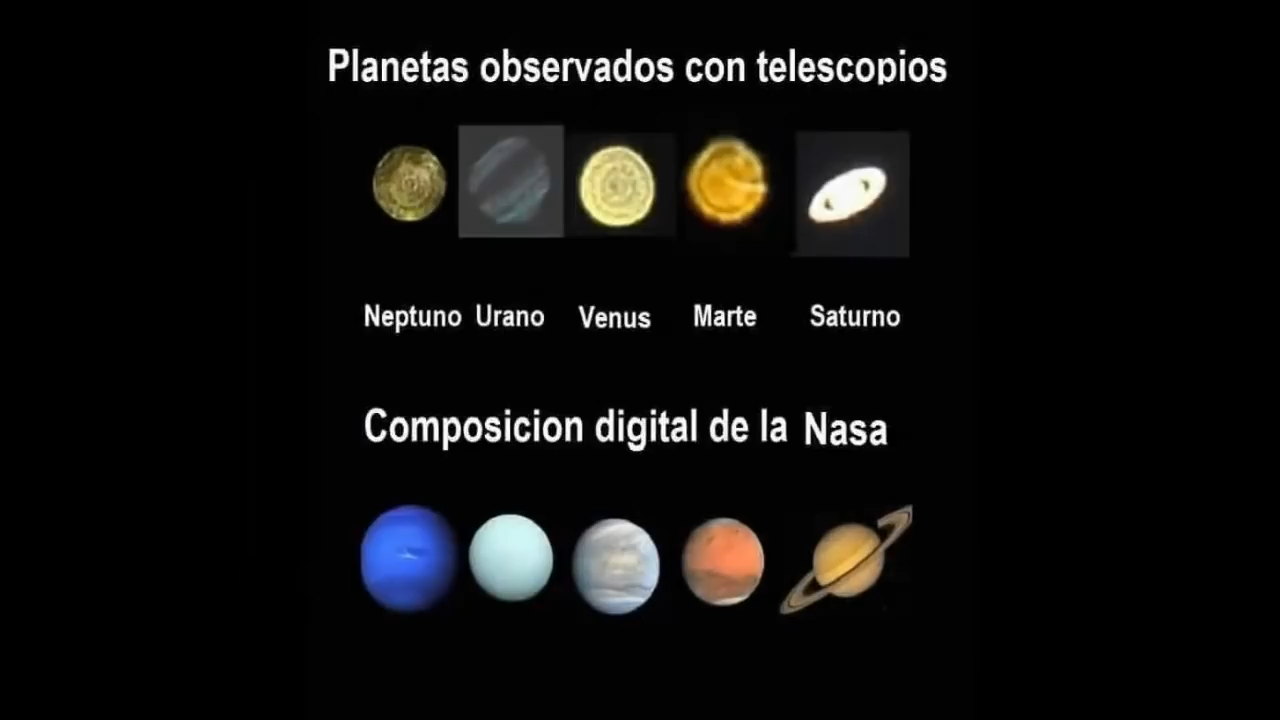 Planetas observados con telescopios
Neptuno Urano Venus Marte Saturno
Composicion digital de la Nasa